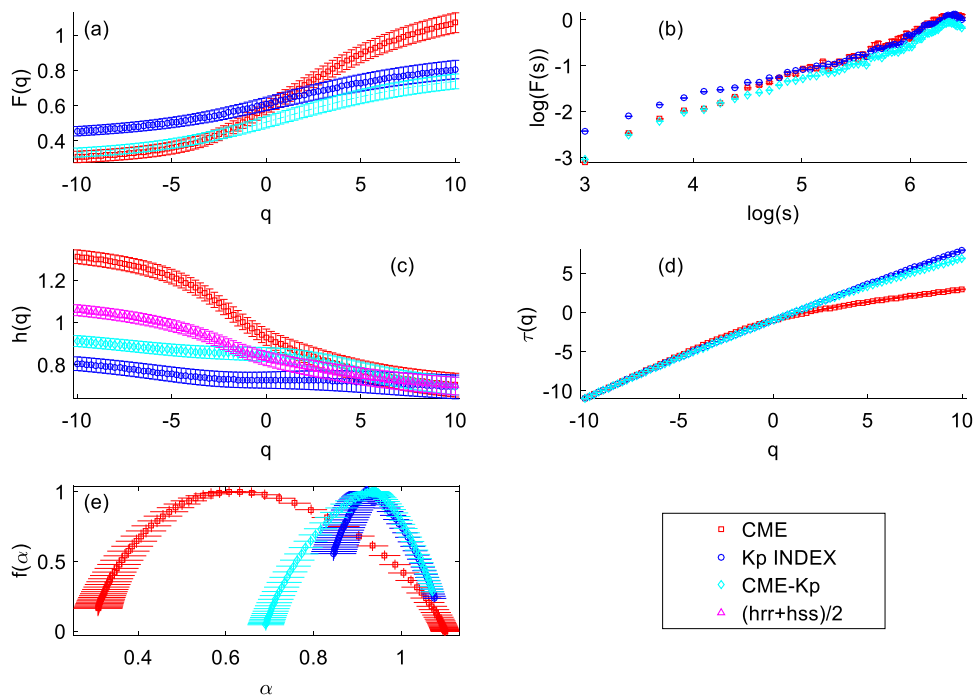 (a)
F(q)
1
0.8
0.6
0.4
-10
-5
0
5
10
q
(b)
log(F(s))
0
-1
-2
-3
3
4
5
6
log(s)
(c)
h(q)
1.2
1
0.8
-10
-5
0
5
10
q
(d)
τ(q)
5
0
-5
-10
-10
-5
0
5
10
q
(e)
f(α)
1
0.5
0
0.4
0.6
0.8
1
α
CME
Kp INDEX
CME-Kp
(hrr+hss)/2